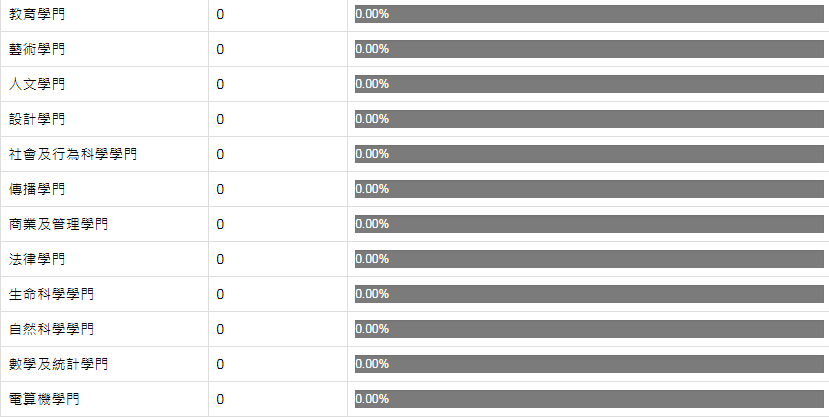 教育學門 0 0.00%
藝術學門 0 0.00%
人文學門 0 0.00%
設計學門 0 0.00%
社會及行為科學學門 0 0.00%
傳播學門 0 0.00%
商業及管理學門 0 0.00%
法律學門 0 0.00%
生命科學學門 0 0.00%
自然科學學門 0 0.00%
數學及統計學門 0 0.00%
電算機學門 0 0.00%